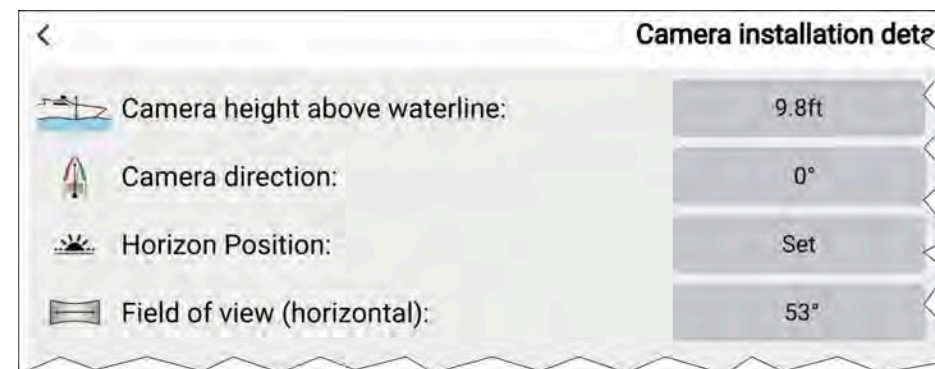 Camera installation deta
Camera height above waterline: 9.8ft
Camera direction: 0°
Horizon Position: Set
Field of view (horizontal): 53°